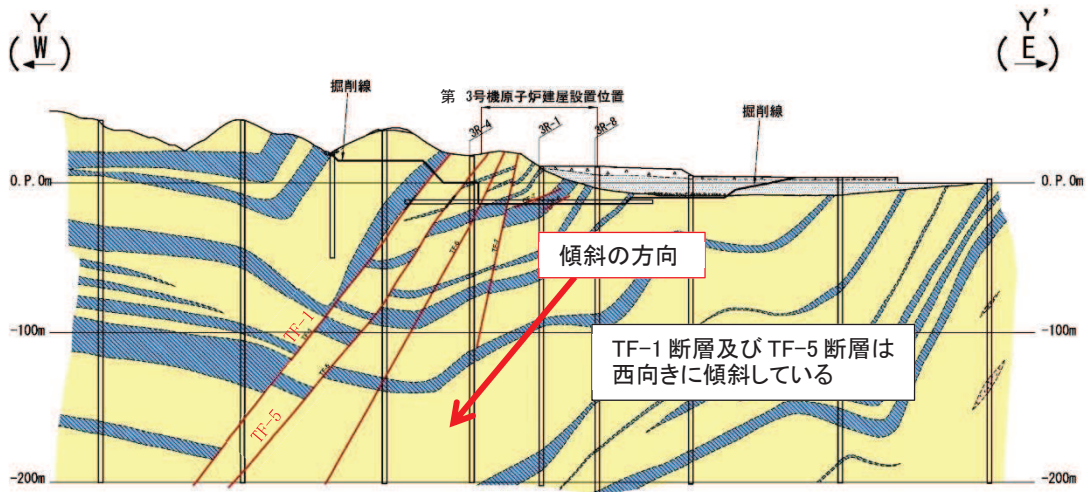 Y
(W)
Y'
(E)
掘削線
第 3号機原子炉建屋設置位置
3R-4
3R-1
3R-8
掘削線
O.P.0m
O.P.0m
傾斜の方向
TF-1
-100m
-100m
TF-1 断層及び TF-5 断層は
西向きに傾斜している
TF-5
-200m
-200m